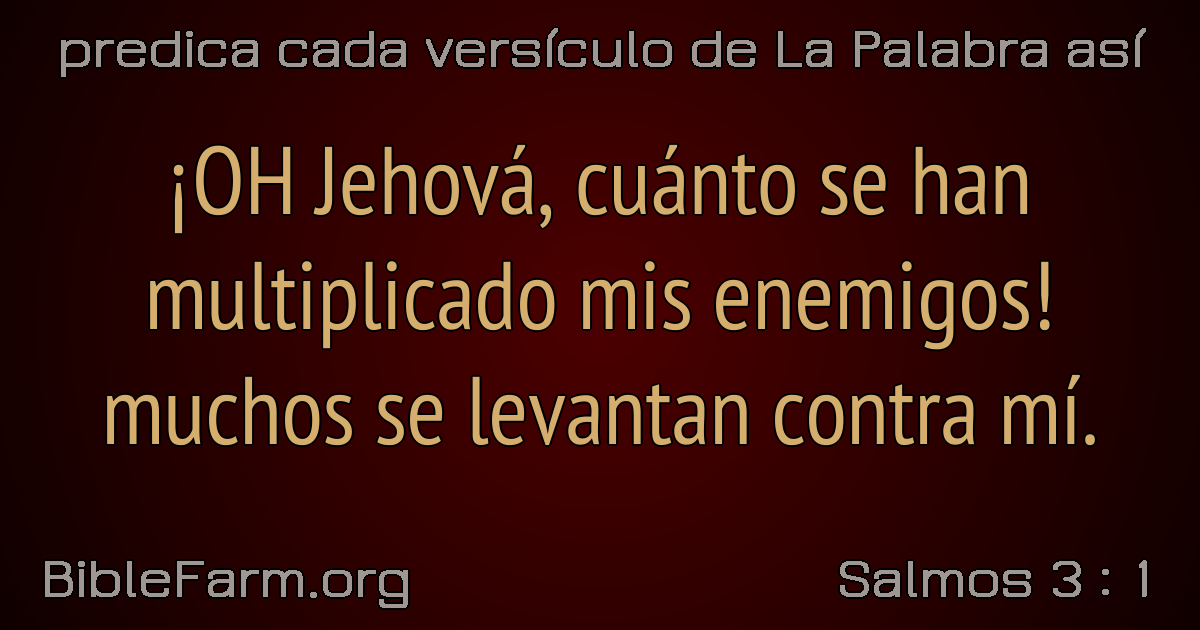 predica cada versículo de La Palabra así
¡OH Jehová, cuánto se han
multiplicado mis enemigos!
muchos se levantan contra mí.
BibleFarm.org
Salmos 3 : 1